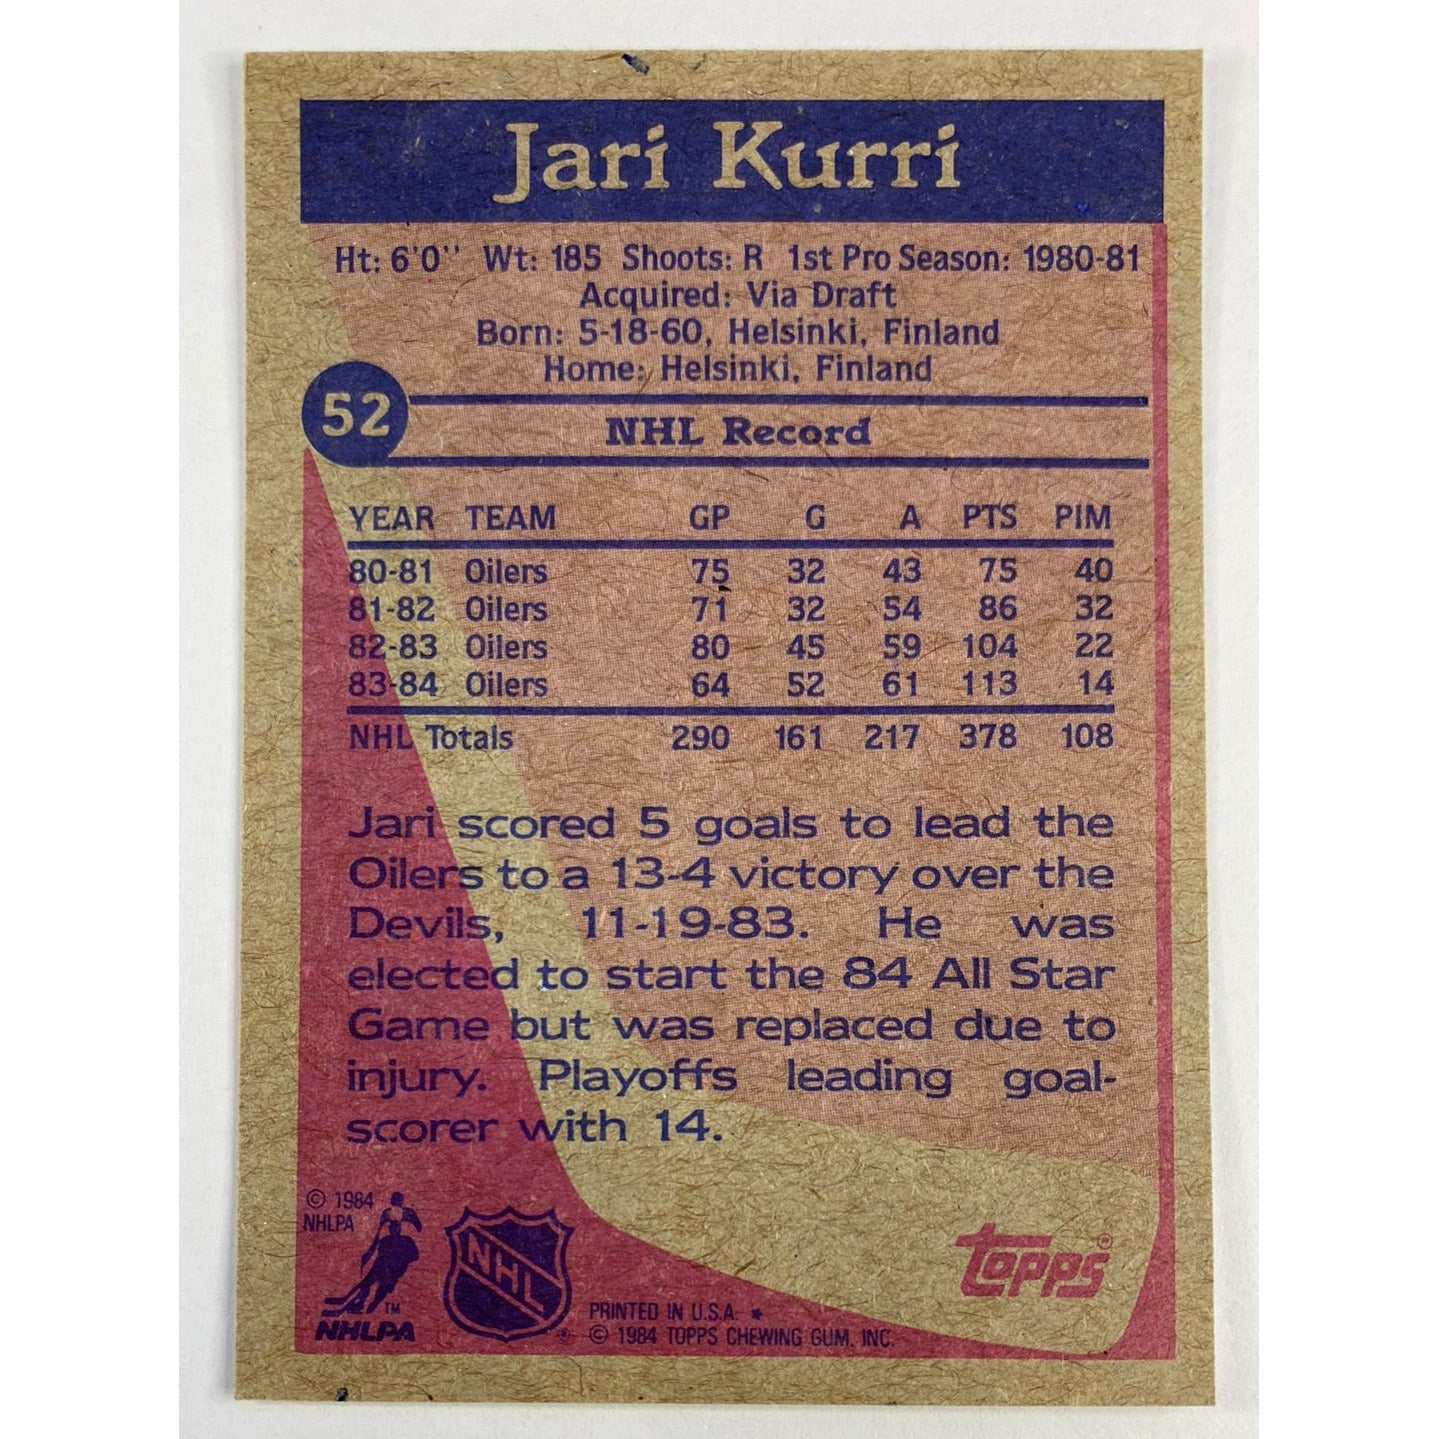 Jari Kurri
Ht: 6'0'' Wt: 185 Shoots: R 1st Pro Season: 1980-81
Acquired: Via Draft
Born: 5-18-60, Helsinki, Finland
Home: Helsinki, Finland
52
NHL Record
YEAR TEAM GP G A PTS PIM
80-81 Oilers 75 32 43 75 40
81-82 Oilers 71 32 54 86 32
82-83 Oilers 80 45 59 104 22
83-84 Oilers 64 52 61 113 14
NHL Totals 290 161 217 378 108
Jari scored 5 goals to lead the
Oilers to a 13-4 victory over the
Devils, 11-19-83. He was
elected to start the 84 All Star
Game but was replaced due to
injury. Playoffs leading goal-
scorer with 14.
© 1984
NHLPA
TM
NHLPA
NHL ®
topps ®
PRINTED IN U.S.A. *
© 1984 TOPPS CHEWING GUM, INC.